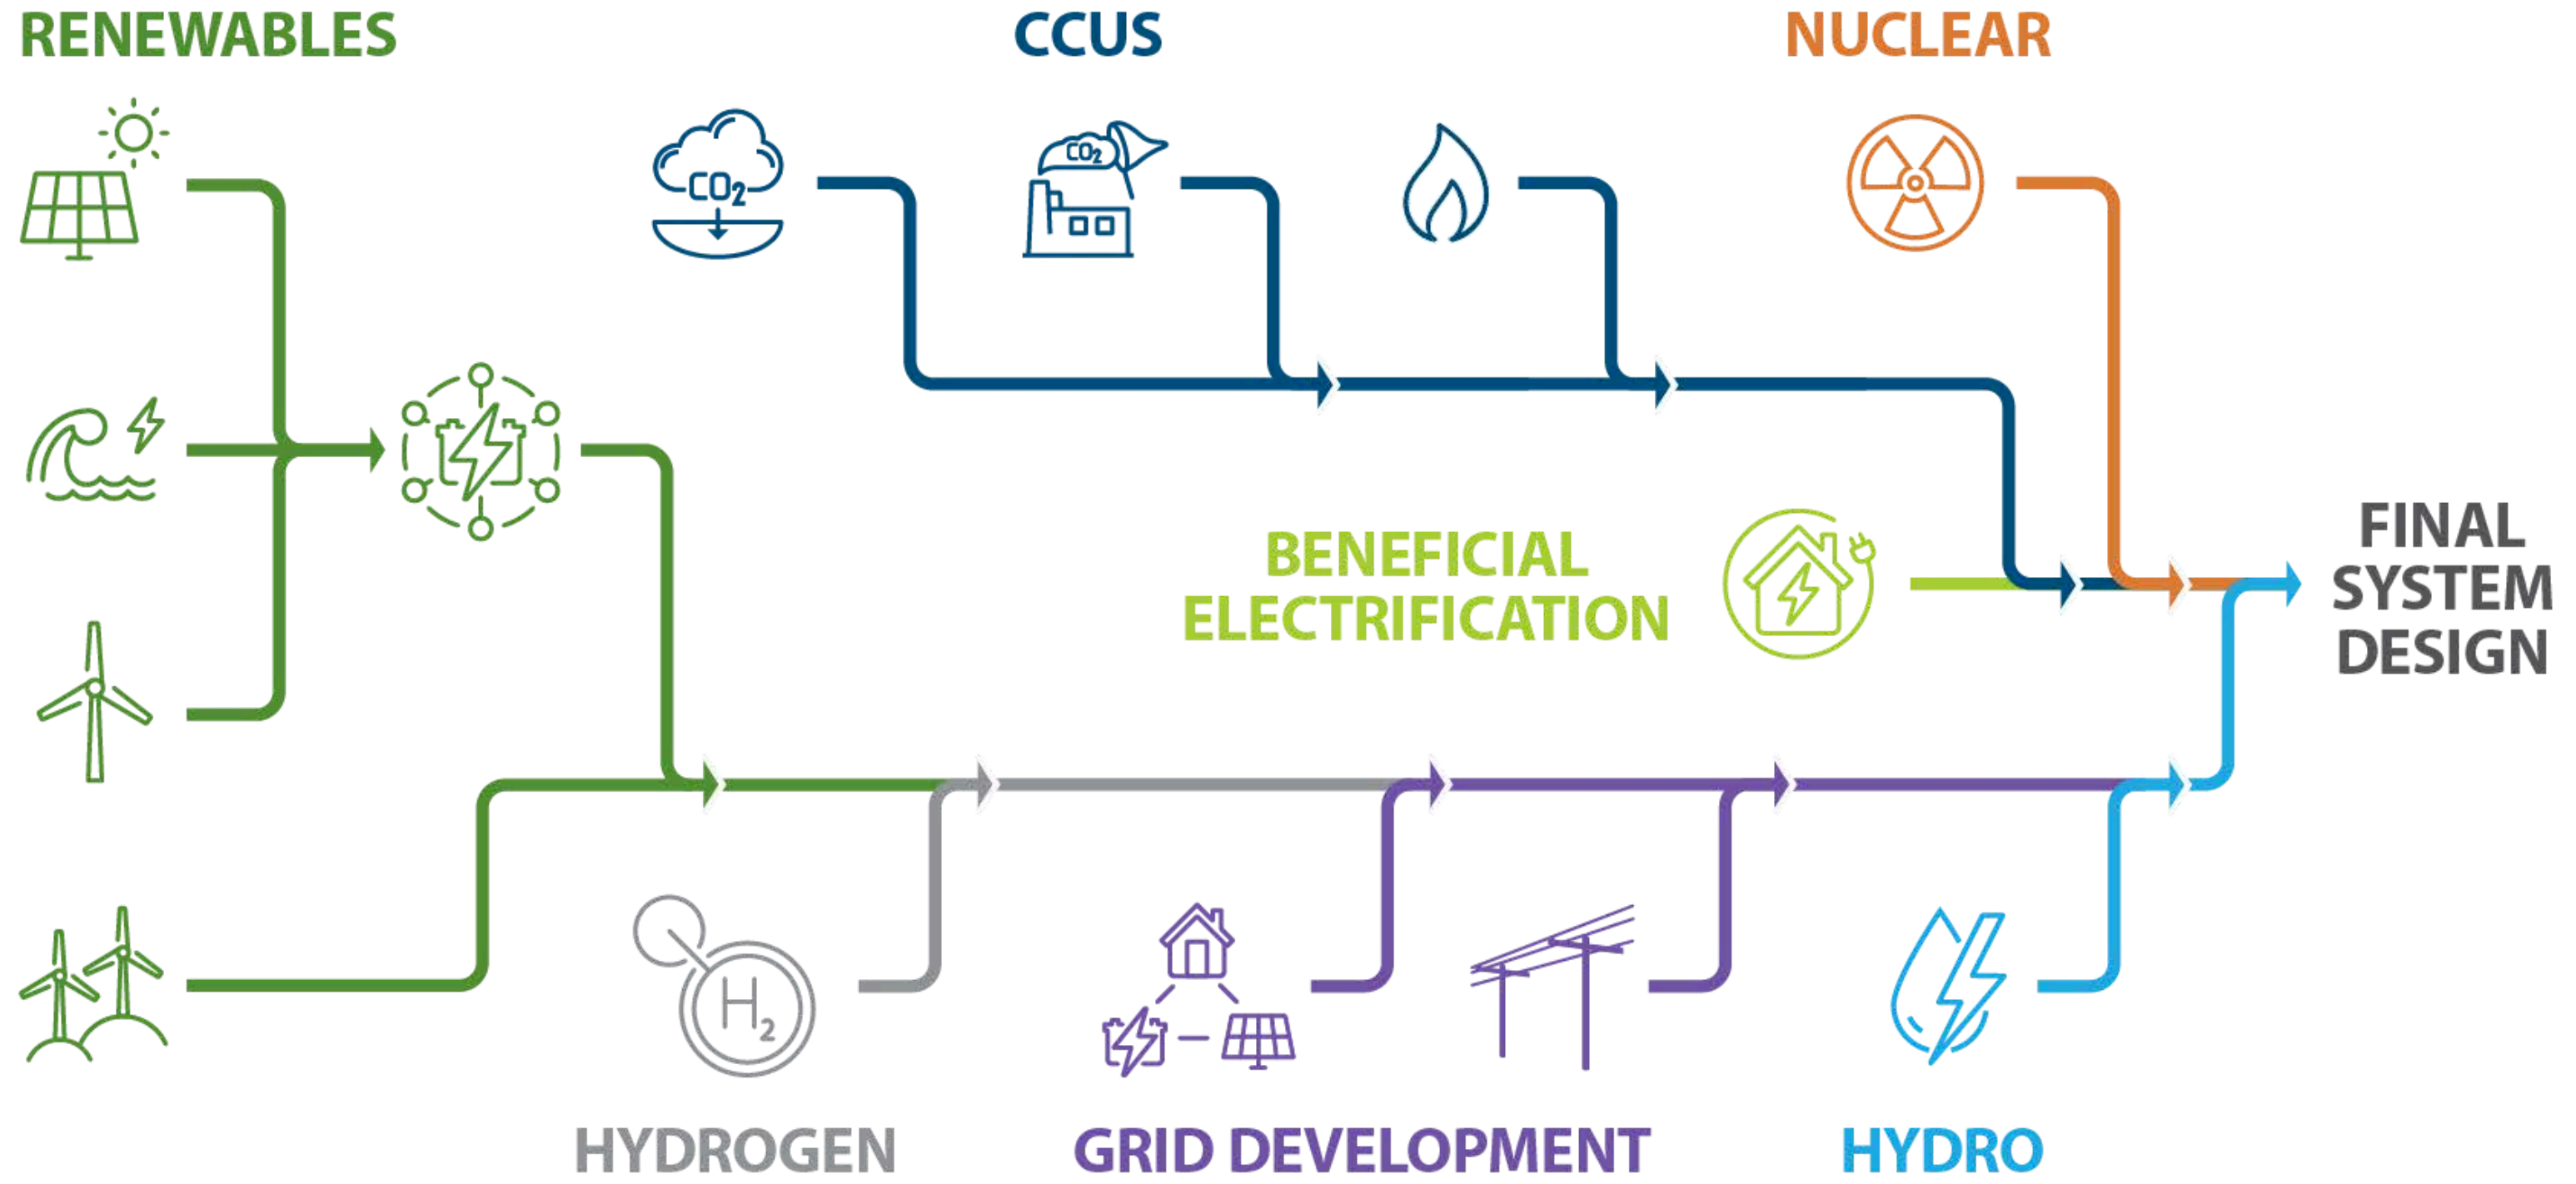 RENEWABLES
CCUS
NUCLEAR
CO2
CO2
BENEFICIAL
ELECTRIFICATION
FINAL
SYSTEM
DESIGN
H2
HYDROGEN
GRID DEVELOPMENT
HYDRO